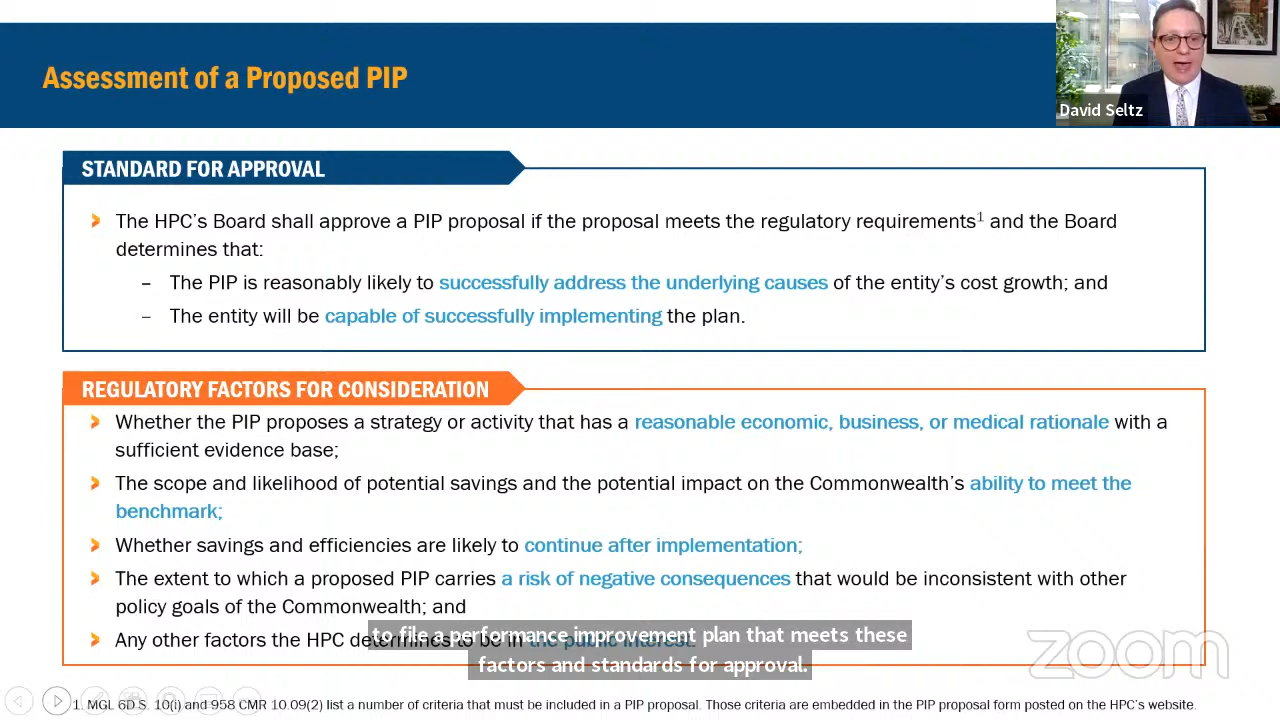 Assessment of a Proposed PIP
David Seltz
STANDARD FOR APPROVAL
The HPC's Board shall approve a PIP proposal if the proposal meets the regulatory requirements¹ and the Board
determines that:
– The PIP is reasonably likely to successfully address the underlying causes of the entity's cost growth; and
– The entity will be capable of successfully implementing the plan.
REGULATORY FACTORS FOR CONSIDERATION
Whether the PIP proposes a strategy or activity that has a reasonable economic, business, or medical rationale with a
sufficient evidence base;
The scope and likelihood of potential savings and the potential impact on the Commonwealth's ability to meet the
benchmark;
Whether savings and efficiencies are likely to continue after implementation;
The extent to which a proposed PIP carries a risk of negative consequences that would be inconsistent with other
policy goals of the Commonwealth; and
Any other factors the HPC determines to be in the public interest.
to file a performance improvement plan that meets these
factors and standards for approval.
zoom
1. MGL 6D S. 10(i) and 958 CMR 10.09(2) list a number of criteria that must be included in a PIP proposal. Those criteria are embedded in the PIP proposal form posted on the HPC's website.